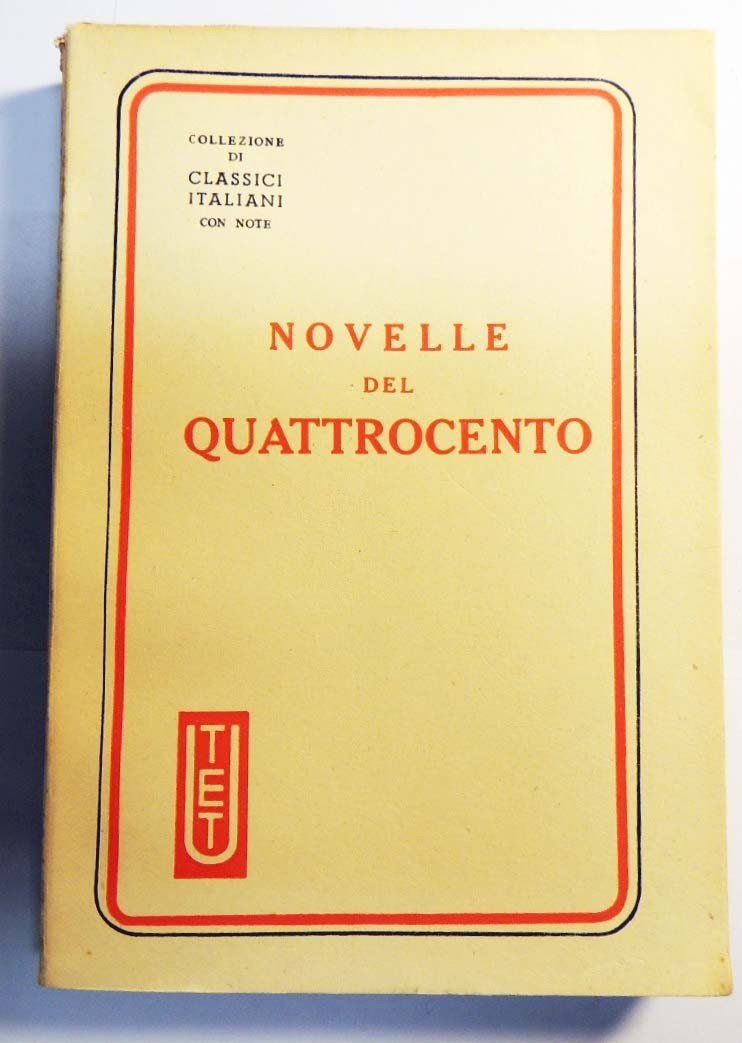 COLLEZIONE
DI
CLASSICI
ITALIANI
CON NOTE
NOVELLE
DEL
QUATTROCENTO
UTET